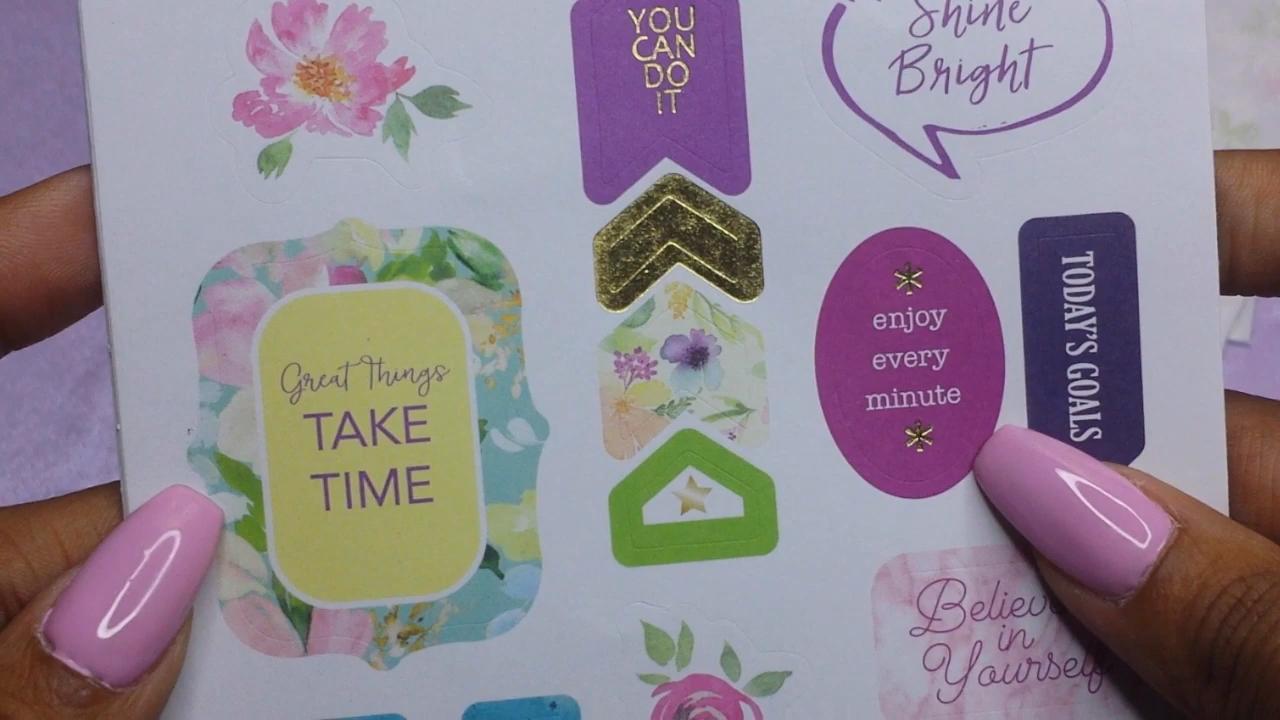 YOU
CAN
DO
IT
Shine
Bright
Great Things
TAKE
TIME
enjoy
every
minute
TODAY'S GOALS
Believe
in
Yourself